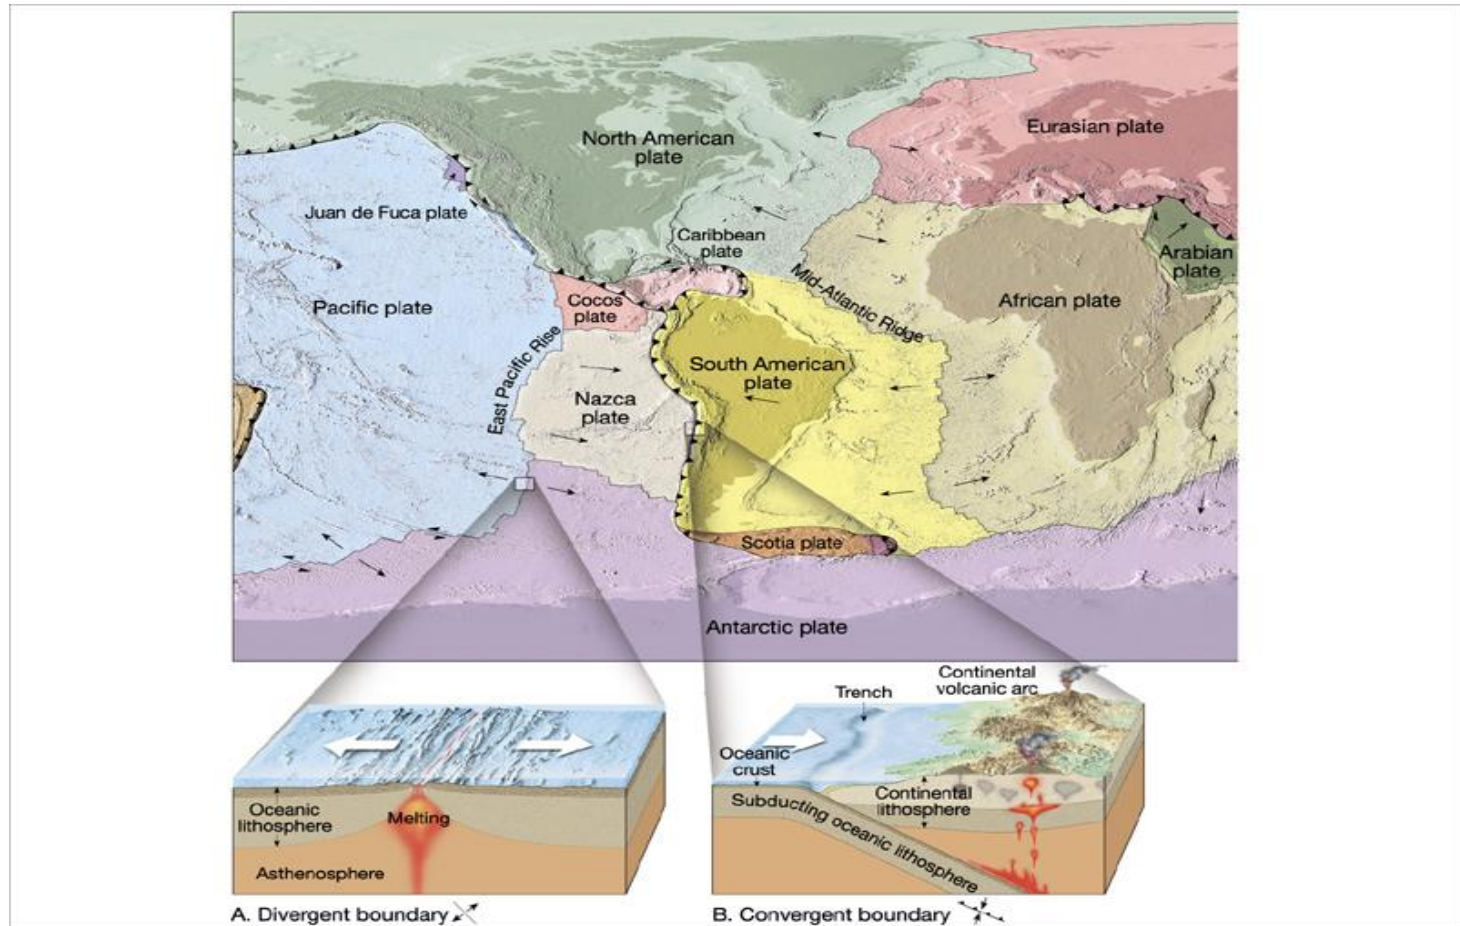 North American
plate
Eurasian plate
Juan de Fuca plate
Caribbean
plate
Arabian
plate
Mid-Atlantic Ridge
Pacific plate
Cocos
plate
African plate
East Pacific Rise
South American
plate
Nazca
plate
Scotia plate
Antarctic plate
Oceanic
lithosphere
Melting
Asthenosphere
A. Divergent boundary
Trench
Continental
volcanic arc
Oceanic
crust
Continental
lithosphere
Subducting oceanic lithosphere
B. Convergent boundary